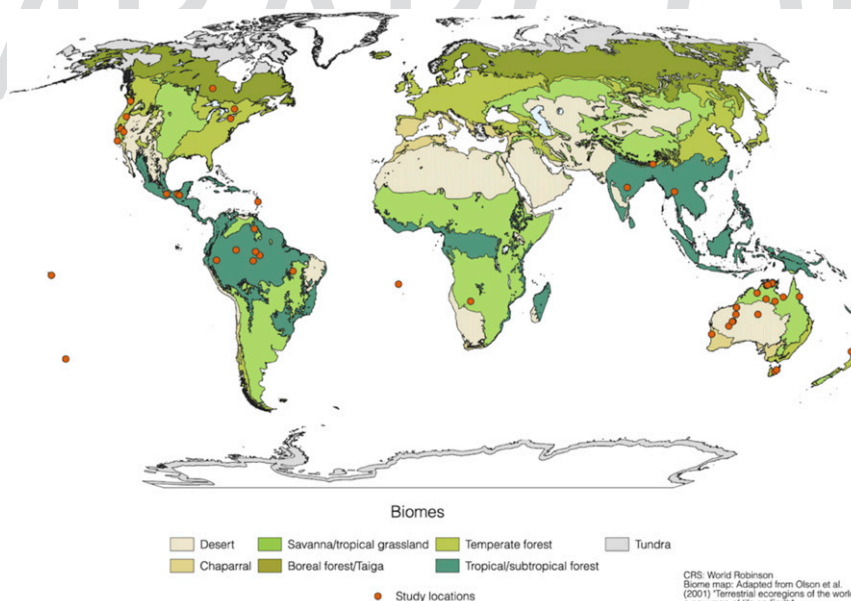 Biomes
Desert
Savanna/tropical grassland
Temperate forest
Tundra
Chaparral
Boreal forest/Taiga
Tropical/subtropical forest
Study locations
CRS: World Robinson
Biome map: Adapted from Olson et al.
(2001) "Terrestrial ecoregions of the world